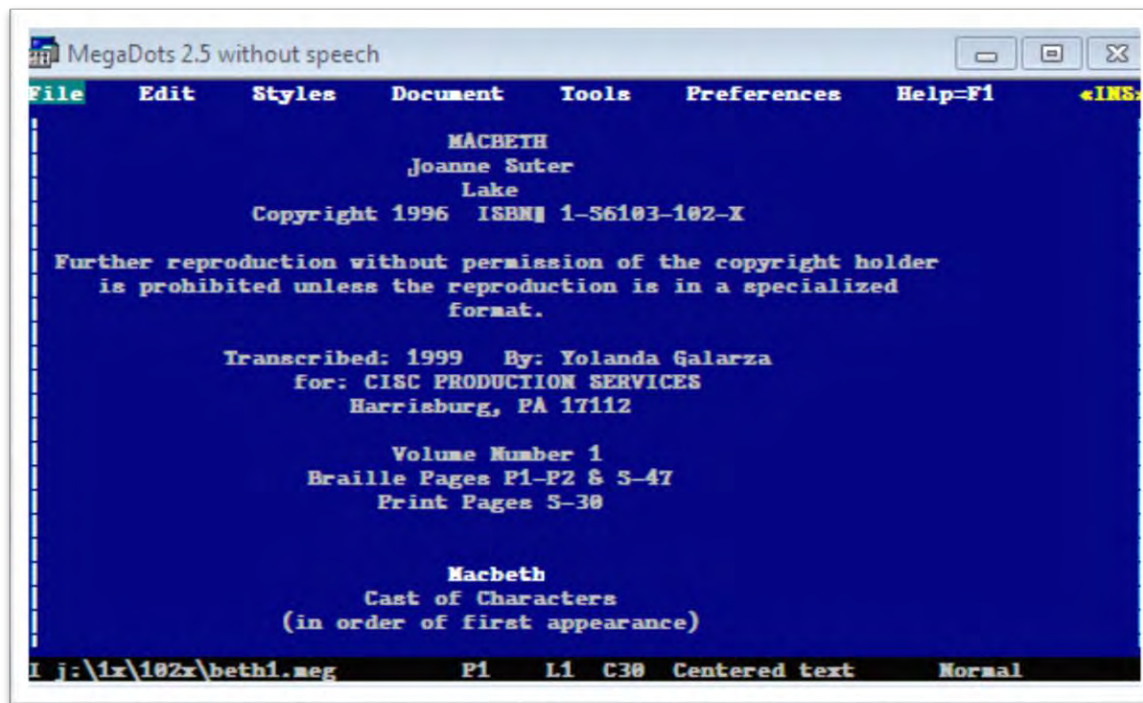 MegaDots 2.5 without speech
File Edit Styles Document Tools Preferences Help=F1 «INS»
MACBETH
Joanne Suter
Lake
Copyright 1996 ISBN# 1-56103-102-X
Further reproduction without permission of the copyright holder
is prohibited unless the reproduction is in a specialized
format.
Transcribed: 1999 By: Yolanda Galarza
for: CISC PRODUCTION SERVICES
Harrisburg, PA 17112
Volume Number 1
Braille Pages P1-P2 & 5-47
Print Pages 5-30
Macbeth
Cast of Characters
(in order of first appearance)
I j:\1x\102x\beth1.meg P1 L1 C30 Centered text Normal